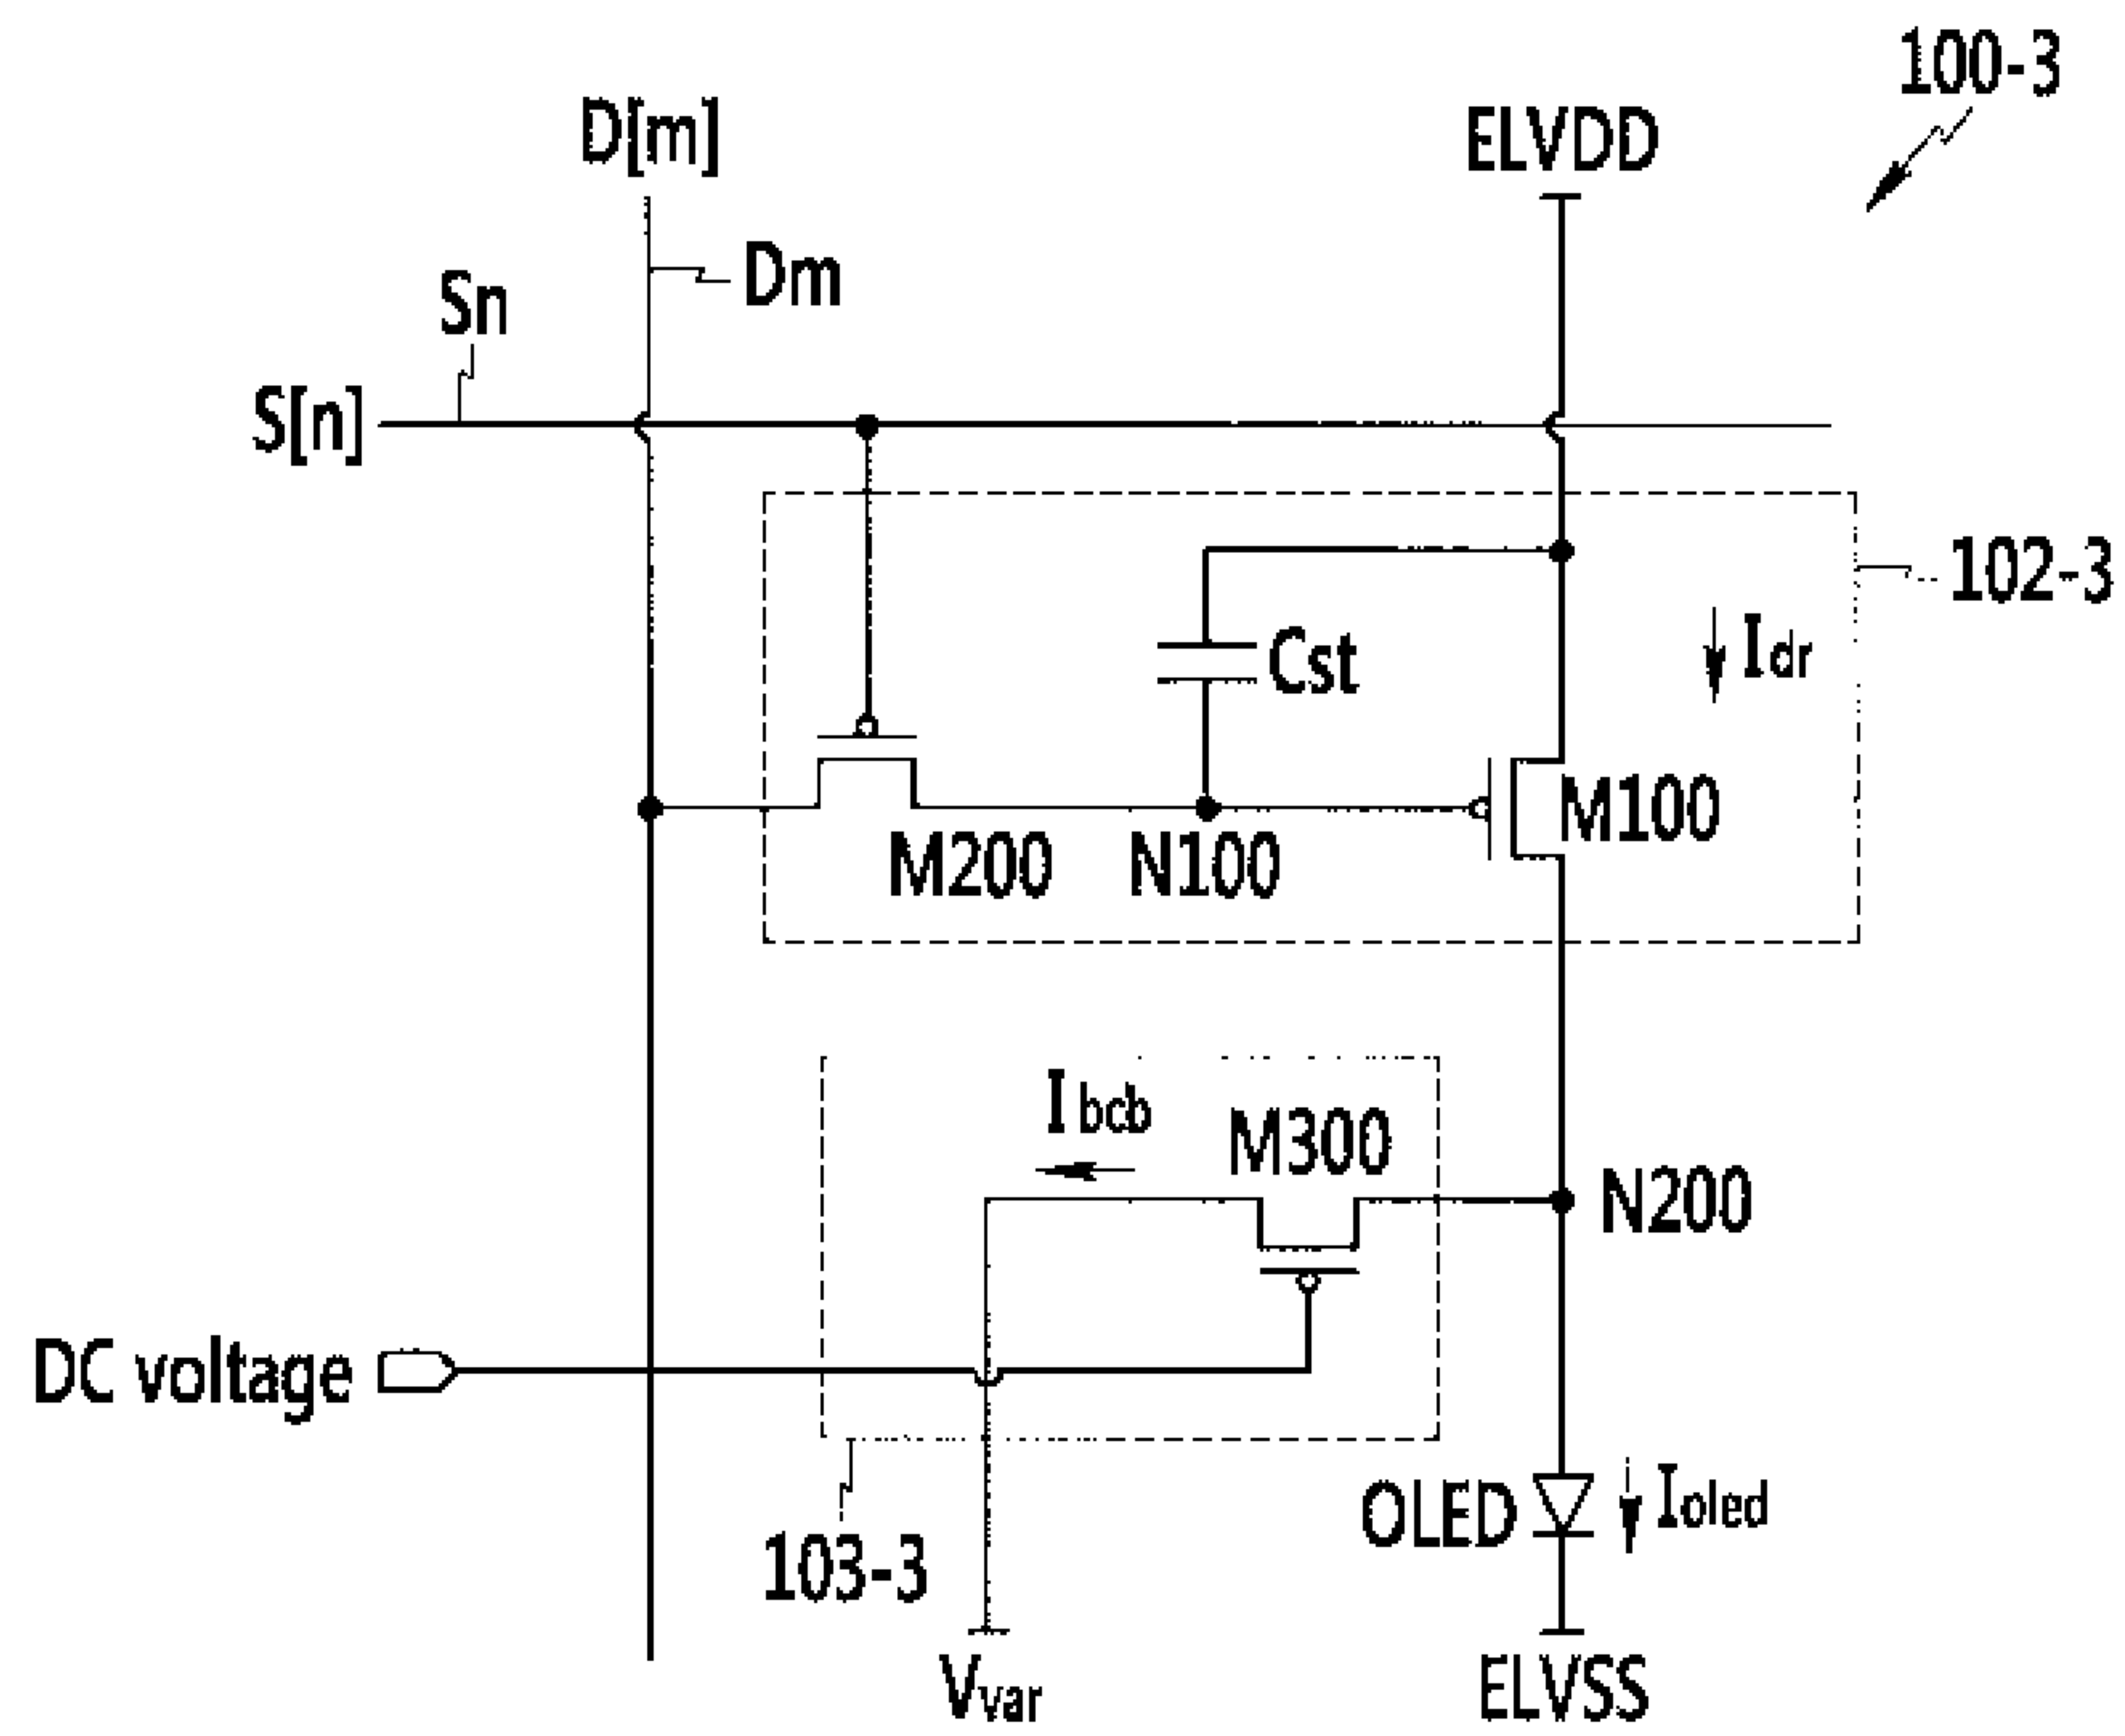 100-3
D[m]
ELVDD
Dm
Sn
S[n]
102-3
Cst
Idr
M100
M200
N100
Ibcb
M300
N200
DC voltage
OLED
Ioled
103-3
Vvar
ELVSS